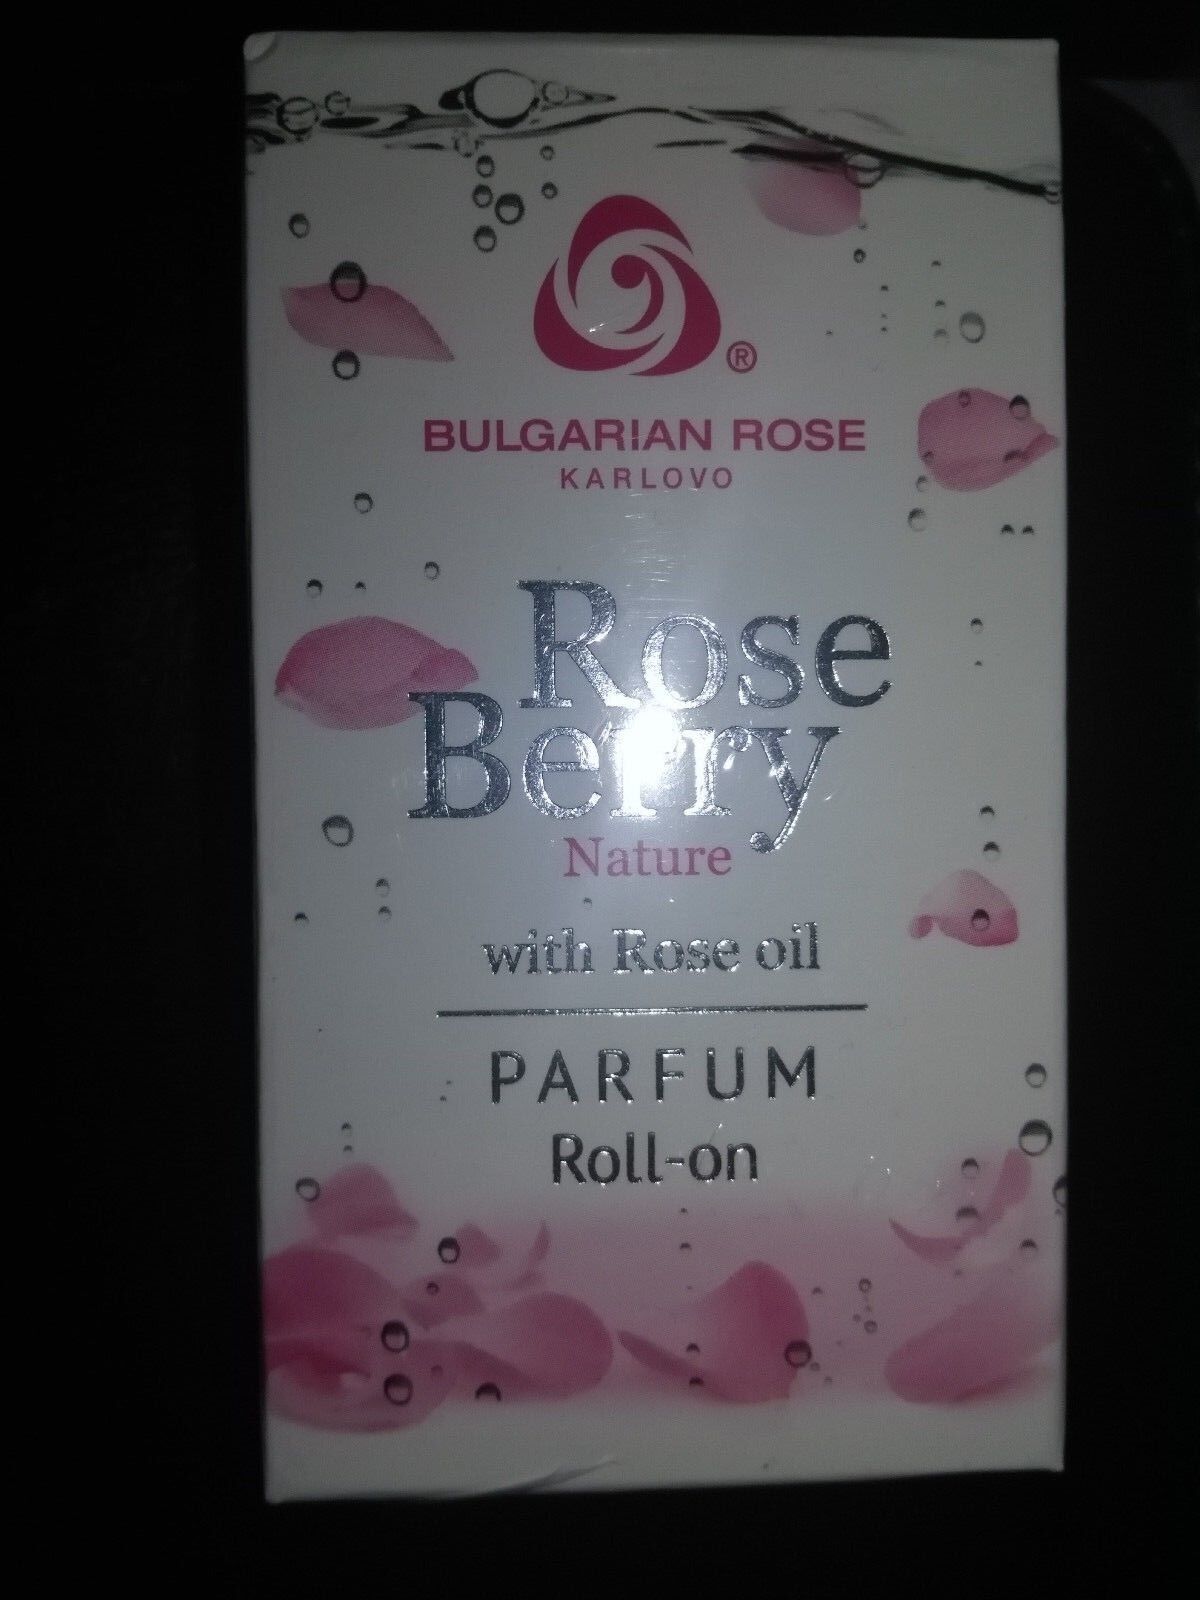 ®
BULGARIAN ROSE
KARLOVO
Rose
Berry
Nature
with Rose oil
PARFUM
Roll-on